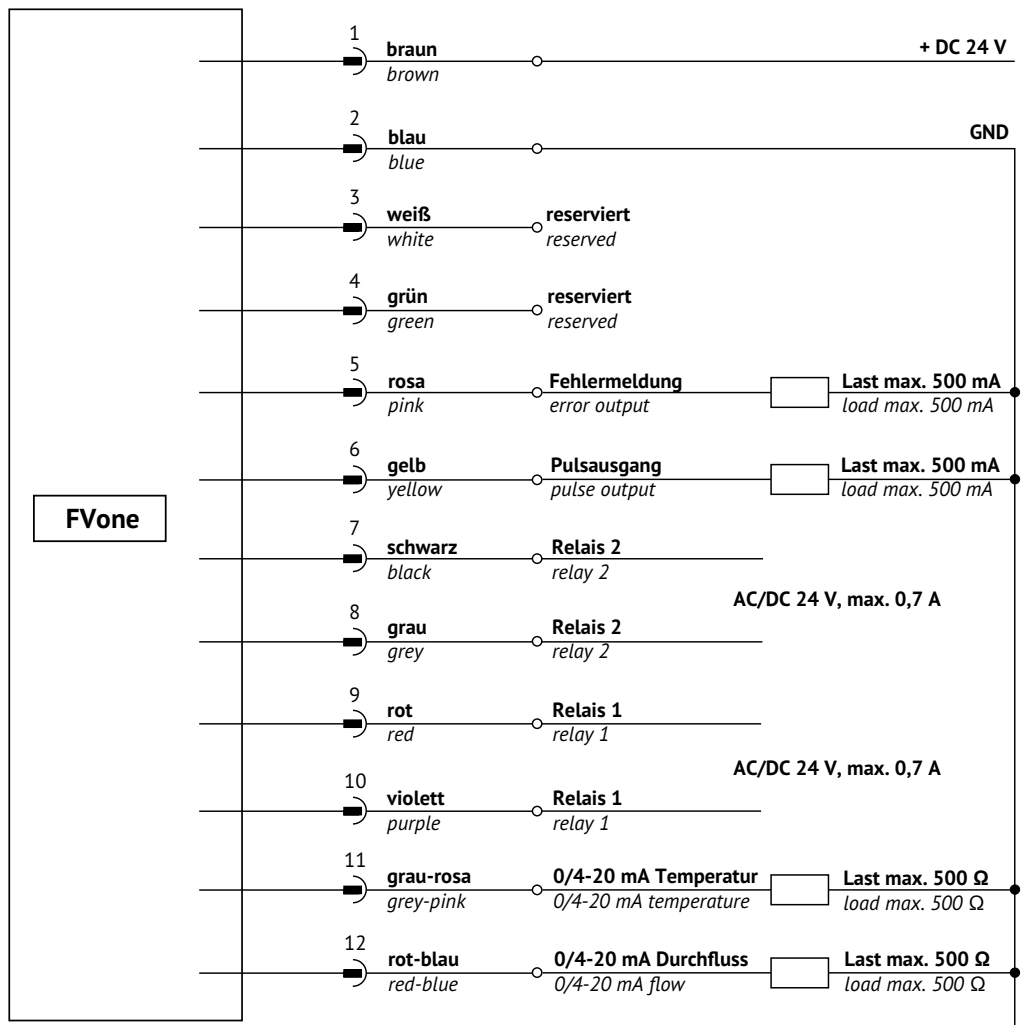 1
braun
+ DC 24 V
brown
2
blau
GND
blue
3
weiß
reserviert
white
reserved
4
grün
reserviert
green
reserved
5
rosa
Fehlermeldung
Last max. 500 mA
pink
error output
load max. 500 mA
6
gelb
Pulsausgang
Last max. 500 mA
yellow
pulse output
load max. 500 mA
FVone
7
schwarz
Relais 2
black
relay 2
AC/DC 24 V, max. 0,7 A
8
grau
Relais 2
grey
relay 2
9
rot
Relais 1
red
relay 1
AC/DC 24 V, max. 0,7 A
10
violett
Relais 1
purple
relay 1
11
grau-rosa
0/4-20 mA Temperatur
Last max. 500 Ω
grey-pink
0/4-20 mA temperature
load max. 500 Ω
12
rot-blau
0/4-20 mA Durchfluss
Last max. 500 Ω
red-blue
0/4-20 mA flow
load max. 500 Ω